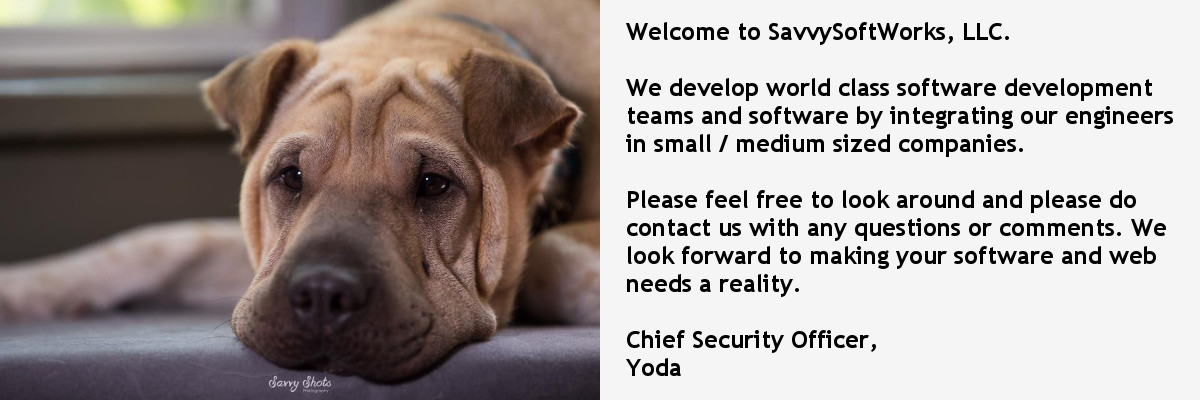 Welcome to SavvySoftWorks, LLC.
We develop world class software development
teams and software by integrating our engineers
in small / medium sized companies.
Please feel free to look around and please do
contact us with any questions or comments. We
look forward to making your software and web
needs a reality.
Chief Security Officer,
Yoda
Savvy Shots
Photography